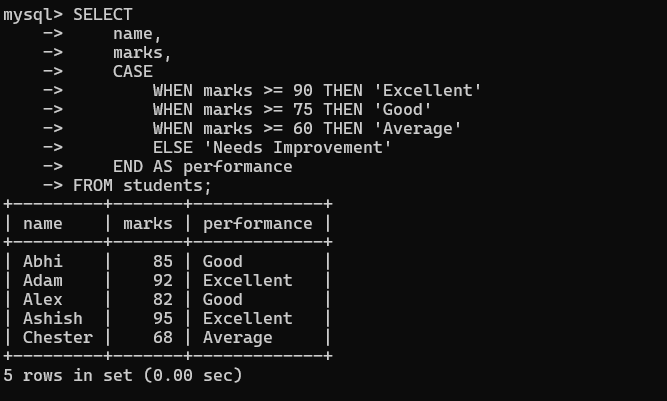 mysql> SELECT
    ->     name,
    ->     marks,
    ->     CASE
    ->         WHEN marks >= 90 THEN 'Excellent'
    ->         WHEN marks >= 75 THEN 'Good'
    ->         WHEN marks >= 60 THEN 'Average'
    ->         ELSE 'Needs Improvement'
    ->     END AS performance
    -> FROM students;
+---------+-------+-------------+
| name    | marks | performance |
+---------+-------+-------------+
| Abhi    |    85 | Good        |
| Adam    |    92 | Excellent   |
| Alex    |    82 | Good        |
| Ashish  |    95 | Excellent   |
| Chester |    68 | Average     |
+---------+-------+-------------+
5 rows in set (0.00 sec)